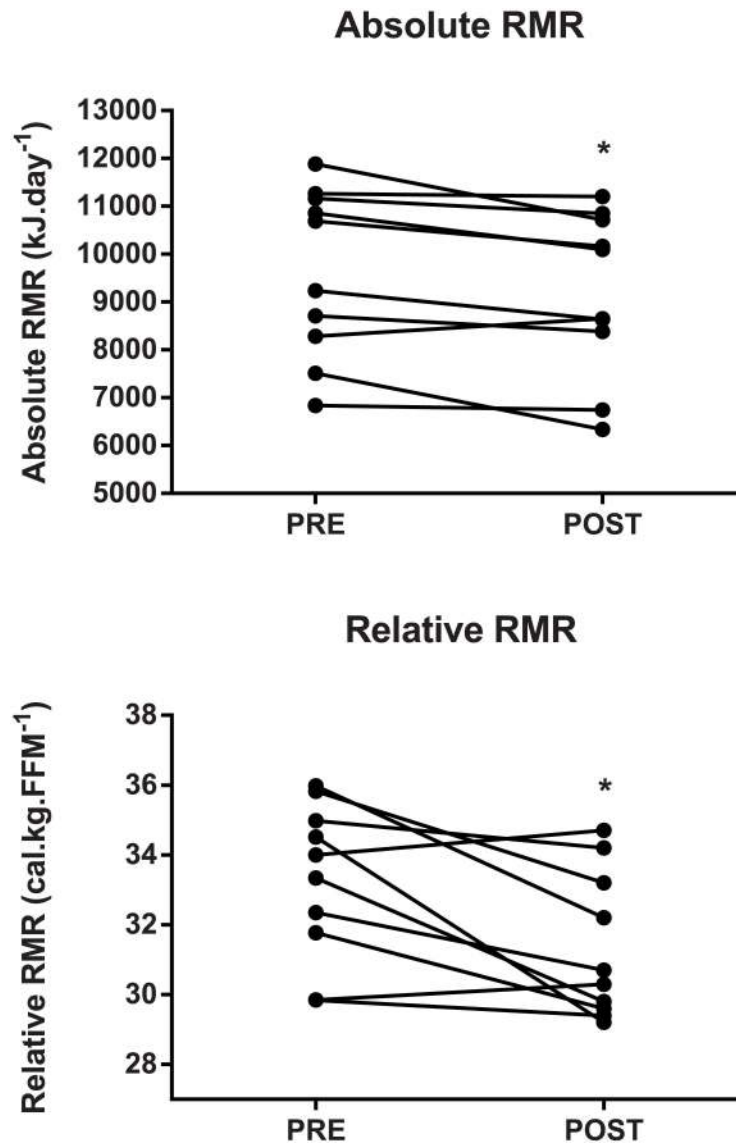 Absolute RMR
Absolute RMR (kJ.day⁻¹)
13000
12000
11000
10000
9000
8000
7000
6000
5000
*
PRE POST
Relative RMR
Relative RMR (cal.kg.FFM⁻¹)
38
36
34
32
30
28
*
PRE POST